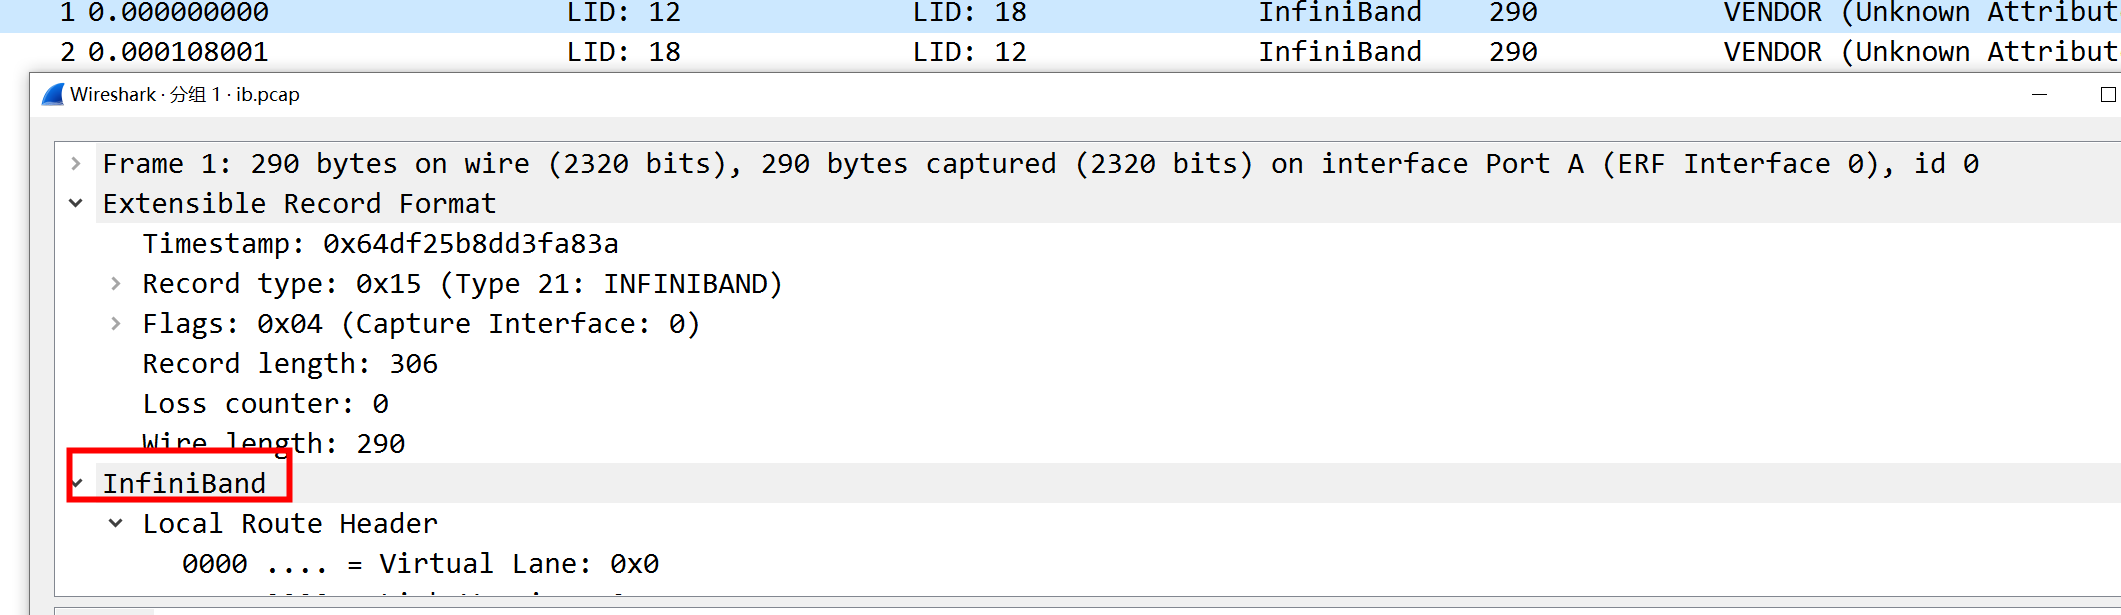 1 0.000000000 LID: 12 LID: 18 InfiniBand 290 VENDOR (Unknown Attribut
2 0.000108001 LID: 18 LID: 12 InfiniBand 290 VENDOR (Unknown Attribut
Wireshark · 分组 1 · ib.pcap
Frame 1: 290 bytes on wire (2320 bits), 290 bytes captured (2320 bits) on interface Port A (ERF Interface 0), id 0
Extensible Record Format
Timestamp: 0x64df25b8dd3fa83a
Record type: 0x15 (Type 21: INFINIBAND)
Flags: 0x04 (Capture Interface: 0)
Record length: 306
Loss counter: 0
Wire length: 290
InfiniBand
Local Route Header
0000 .... = Virtual Lane: 0x0